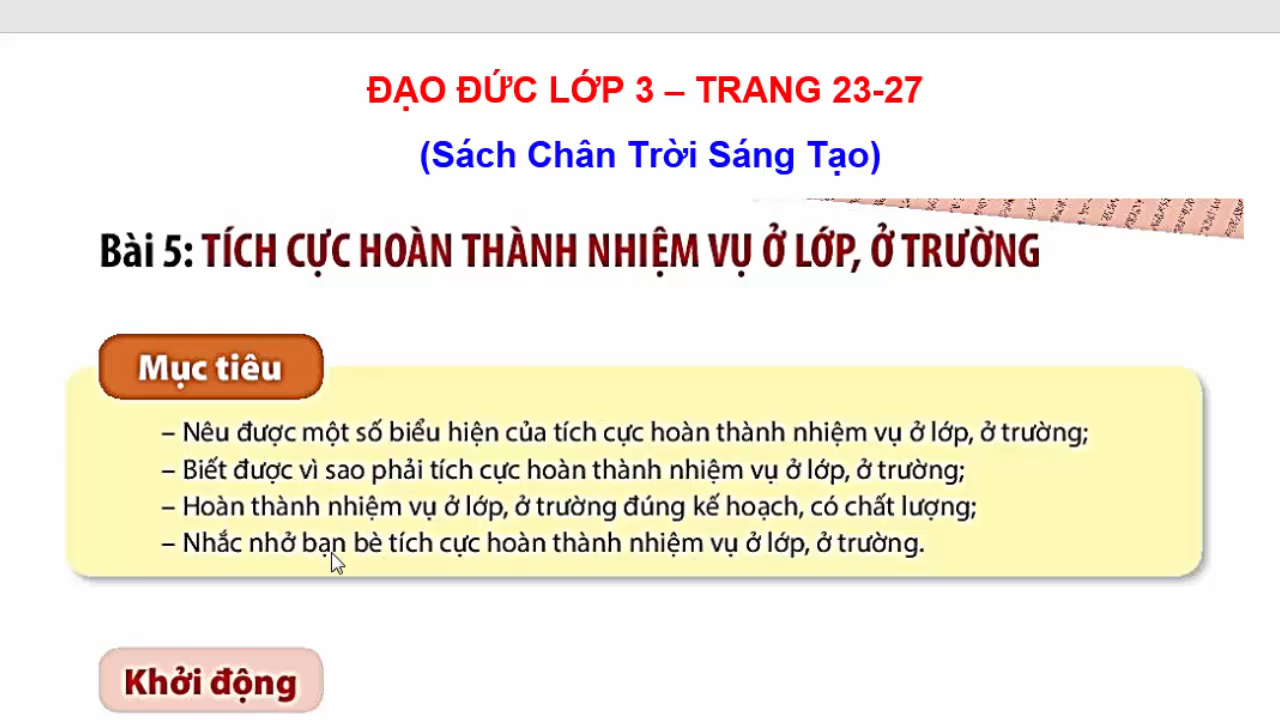 ĐẠO ĐỨC LỚP 3 – TRANG 23-27
(Sách Chân Trời Sáng Tạo)
Bài 5: TÍCH CỰC HOÀN THÀNH NHIỆM VỤ Ở LỚP, Ở TRƯỜNG
Mục tiêu
– Nêu được một số biểu hiện của tích cực hoàn thành nhiệm vụ ở lớp, ở trường;
– Biết được vì sao phải tích cực hoàn thành nhiệm vụ ở lớp, ở trường;
– Hoàn thành nhiệm vụ ở lớp, ở trường đúng kế hoạch, có chất lượng;
– Nhắc nhở bạn bè tích cực hoàn thành nhiệm vụ ở lớp, ở trường.
Khởi động